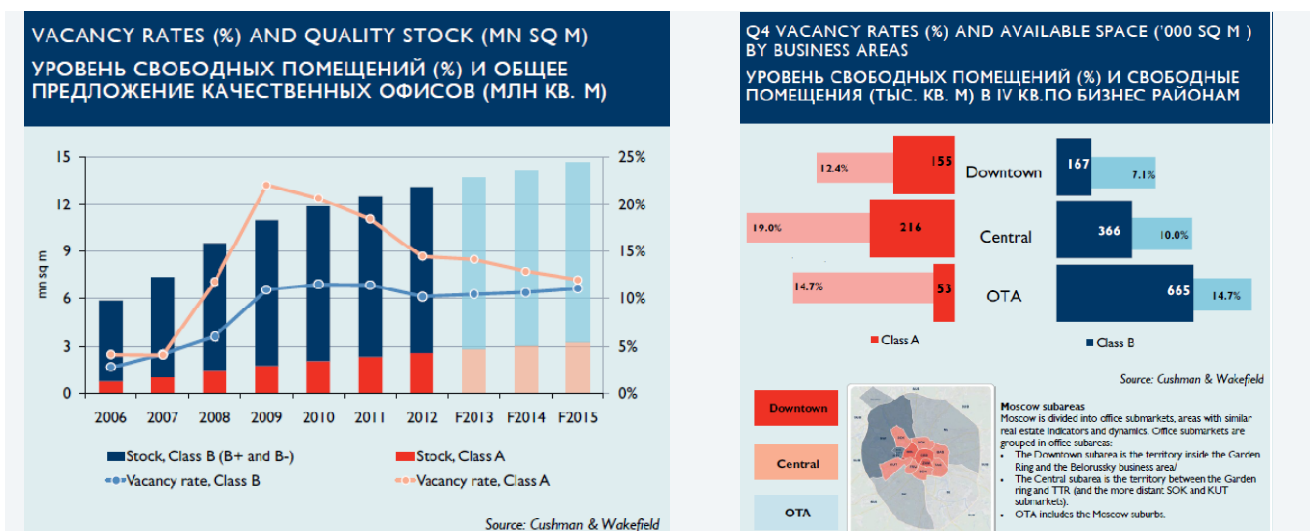 VACANCY RATES (%) AND QUALITY STOCK (MN SQ M)
УРОВЕНЬ СВОБОДНЫХ ПОМЕЩЕНИЙ (%) И ОБЩЕЕ
ПРЕДЛОЖЕНИЕ КАЧЕСТВЕННЫХ ОФИСОВ (МЛН КВ. М)
15
12
9
6
3
0
mn sq m
25%
20%
15%
10%
5%
0%
2006 2007 2008 2009 2010 2011 2012 F2013 F2014 F2015
Stock, Class B (B+ and B-) Stock, Class A
Vacancy rate, Class B Vacancy rate, Class A
Source: Cushman & Wakefield
Q4 VACANCY RATES (%) AND AVAILABLE SPACE ('000 SQ M )
BY BUSINESS AREAS
УРОВЕНЬ СВОБОДНЫХ ПОМЕЩЕНИЙ (%) И СВОБОДНЫЕ
ПОМЕЩЕНИЯ (ТЫС. КВ. М) В IV КВ.ПО БИЗНЕС РАЙОНАМ
12.4% 155 Downtown 167 7.1%
19.0% 216 Central 366 10.0%
14.7% 53 OTA 665 14.7%
Class A Class B
Source: Cushman & Wakefield
Downtown
Central
OTA
Moscow subareas
Moscow is divided into office submarkets, areas with similar
real estate indicators and dynamics. Office submarkets are
grouped in office subareas:
• The Downtown subarea is the territory inside the Garden
Ring and the Belorussky business area/
• The Central subarea is the territory between the Garden
ring and TTR (and the more distant SOK and KUT
submarkets).
• OTA includes the Moscow suburbs.